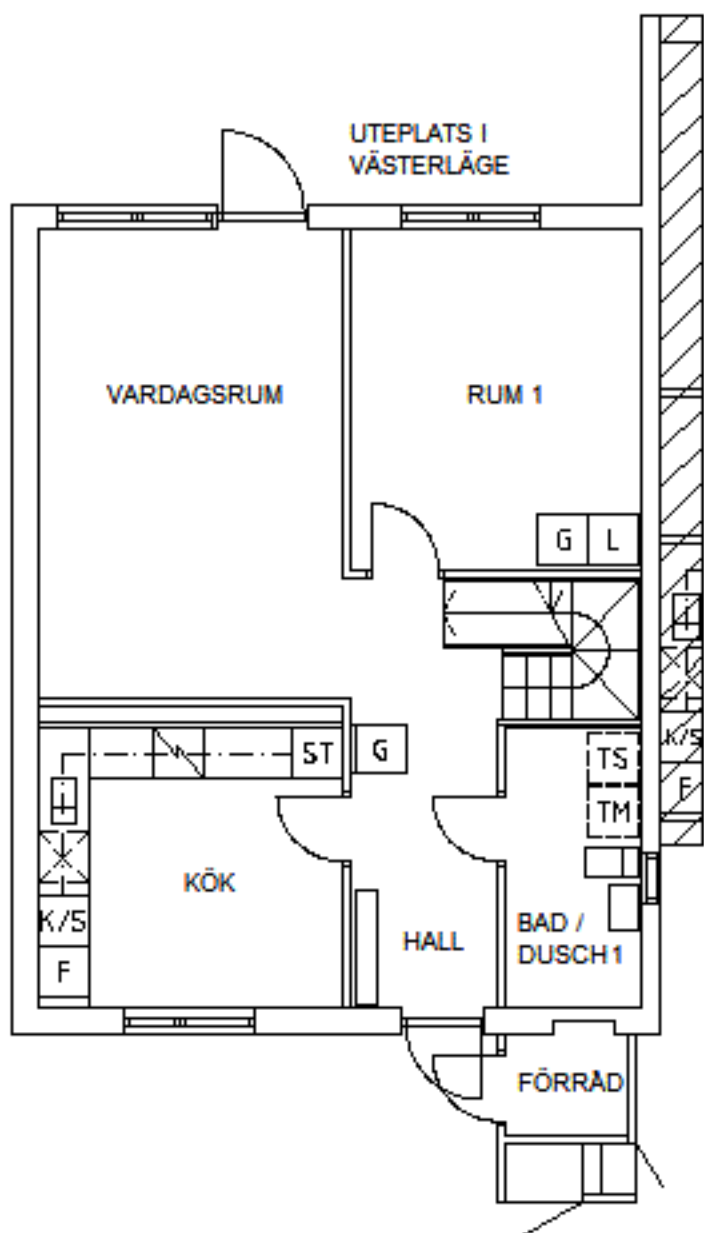 UTEPLATS I
VÄSTERLÄGE
VARDAGSRUM
RUM 1
G L
ST
G
TS
TM
K/S
F
KÖK
K/S
F
HALL
BAD /
DUSCH 1
FÖRRÅD